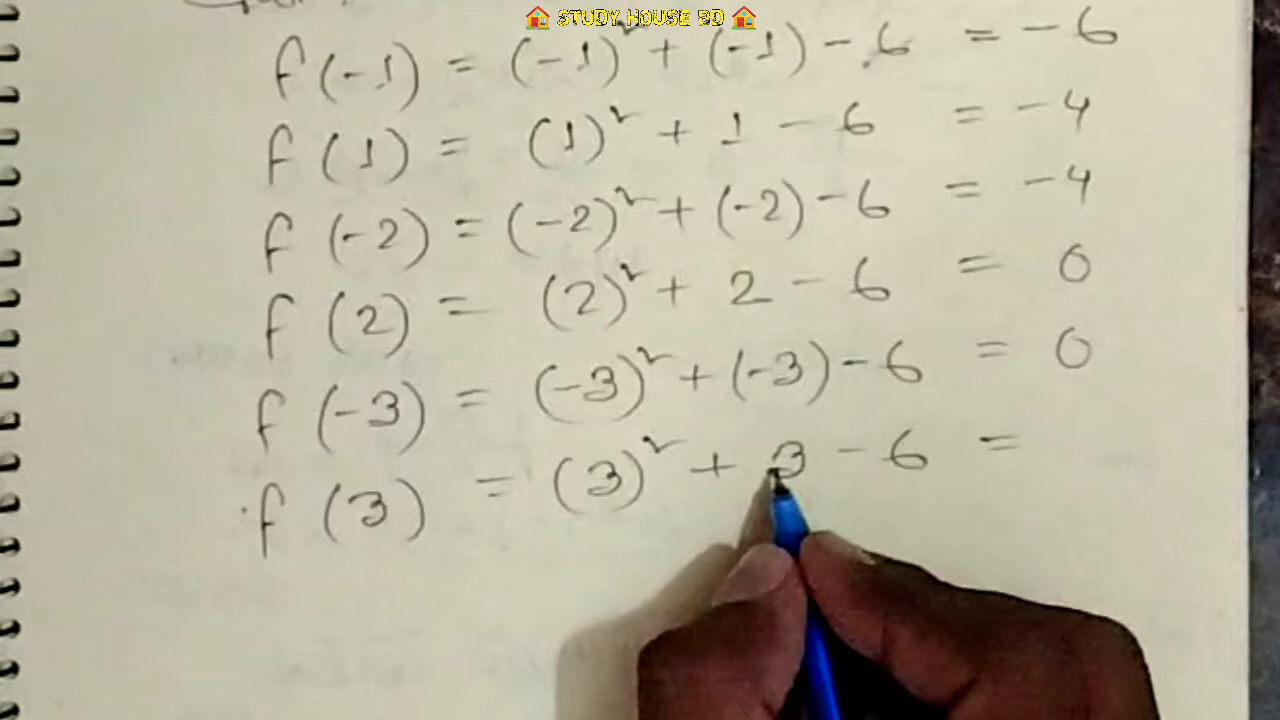 🏠 STUDY HOUSE BD 🏠
f(-1) = (-1)² + (-1) - 6 = -6
f(1) = (1)² + 1 - 6 = -4
f(-2) = (-2)² + (-2) - 6 = -4
f(2) = (2)² + 2 - 6 = 0
f(-3) = (-3)² + (-3) - 6 = 0
f(3) = (3)² + 3 - 6 =